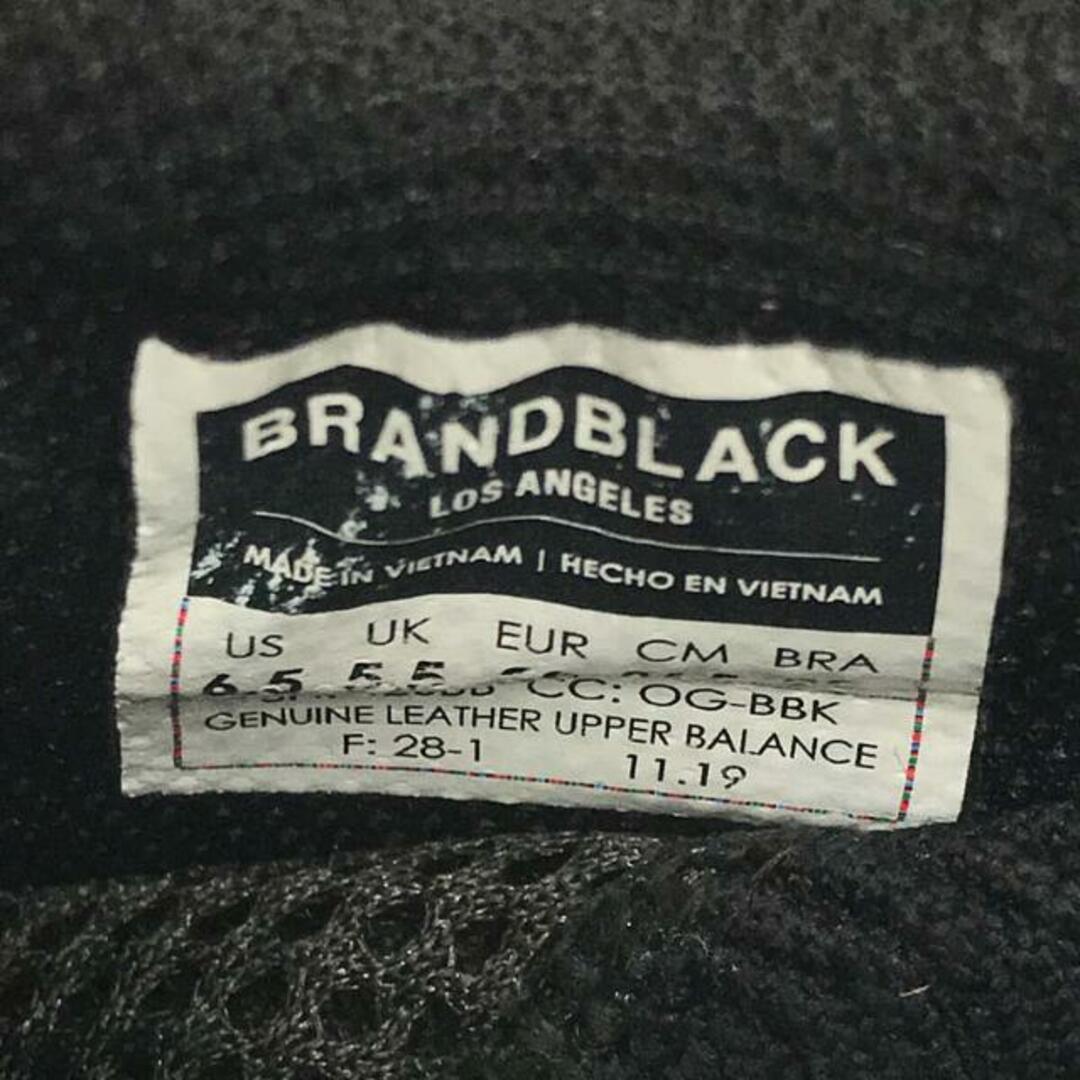 BRANDBLACK
LOS ANGELES
MADE IN VIETNAM | HECHO EN VIETNAM
US UK EUR CM BRA
6.5 5.5
CC: OG-BBK
GENUINE LEATHER UPPER BALANCE
F: 28-1 11.19